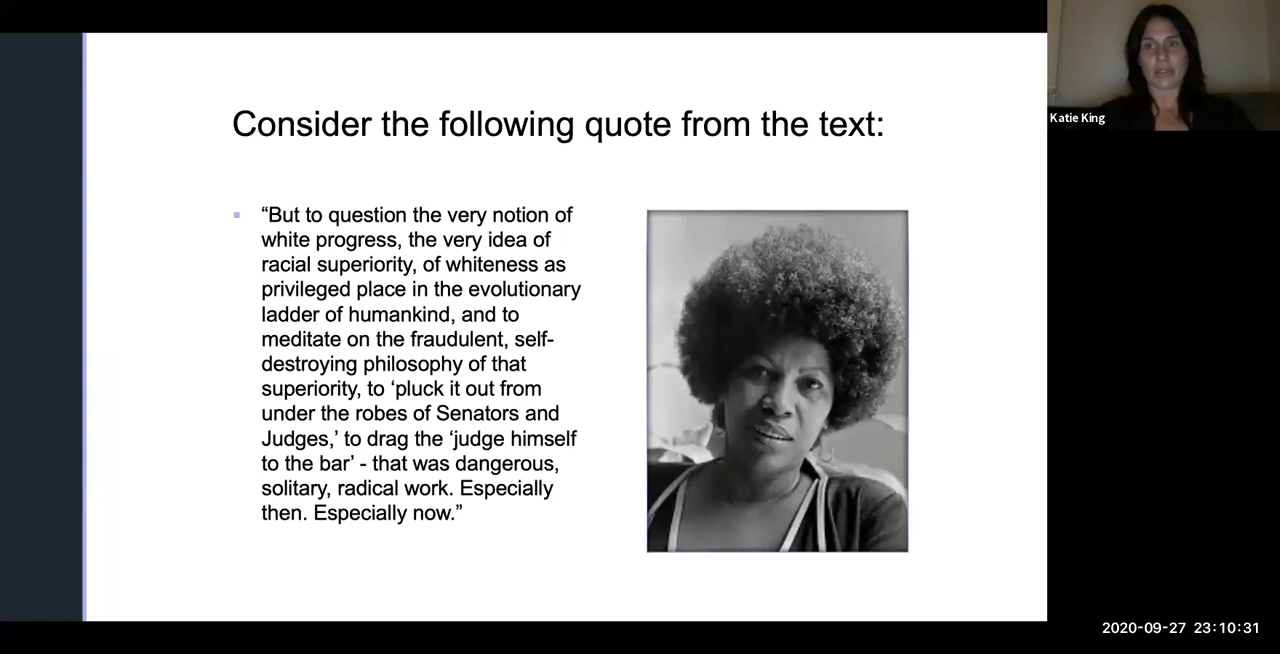 Consider the following quote from the text:
“But to question the very notion of
white progress, the very idea of
racial superiority, of whiteness as
privileged place in the evolutionary
ladder of humankind, and to
meditate on the fraudulent, self-
destroying philosophy of that
superiority, to ‘pluck it out from
under the robes of Senators and
Judges,’ to drag the ‘judge himself
to the bar’ - that was dangerous,
solitary, radical work. Especially
then. Especially now.”
Katie King
2020-09-27 23:10:31